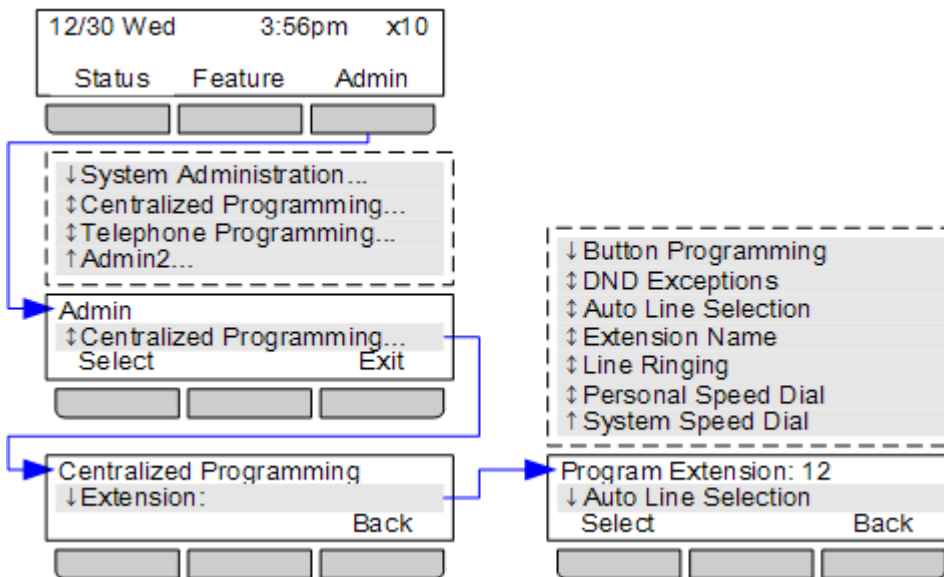 12/30 Wed 3:56pm x10
Status Feature Admin
↓System Administration...
↕Centralized Programming...
↕Telephone Programming...
↑Admin2...
Admin
↕Centralized Programming...
Select Exit
Centralized Programming
↓Extension:
Back
↓Button Programming
↕DND Exceptions
↕Auto Line Selection
↕Extension Name
↕Line Ringing
↕Personal Speed Dial
↑System Speed Dial
Program Extension: 12
↓Auto Line Selection
Select Back